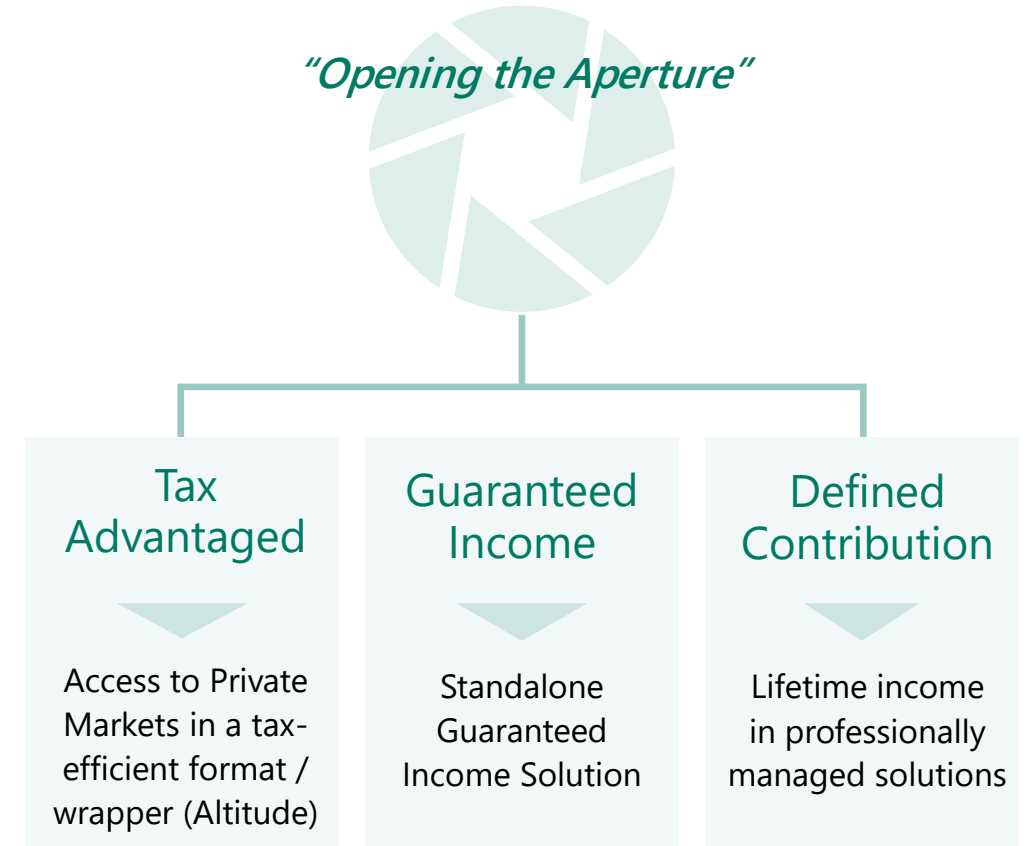 “Opening the Aperture”
Tax
Advantaged
Access to Private
Markets in a tax-
efficient format /
wrapper (Altitude)
Guaranteed
Income
Standalone
Guaranteed
Income Solution
Defined
Contribution
Lifetime income
in professionally
managed solutions